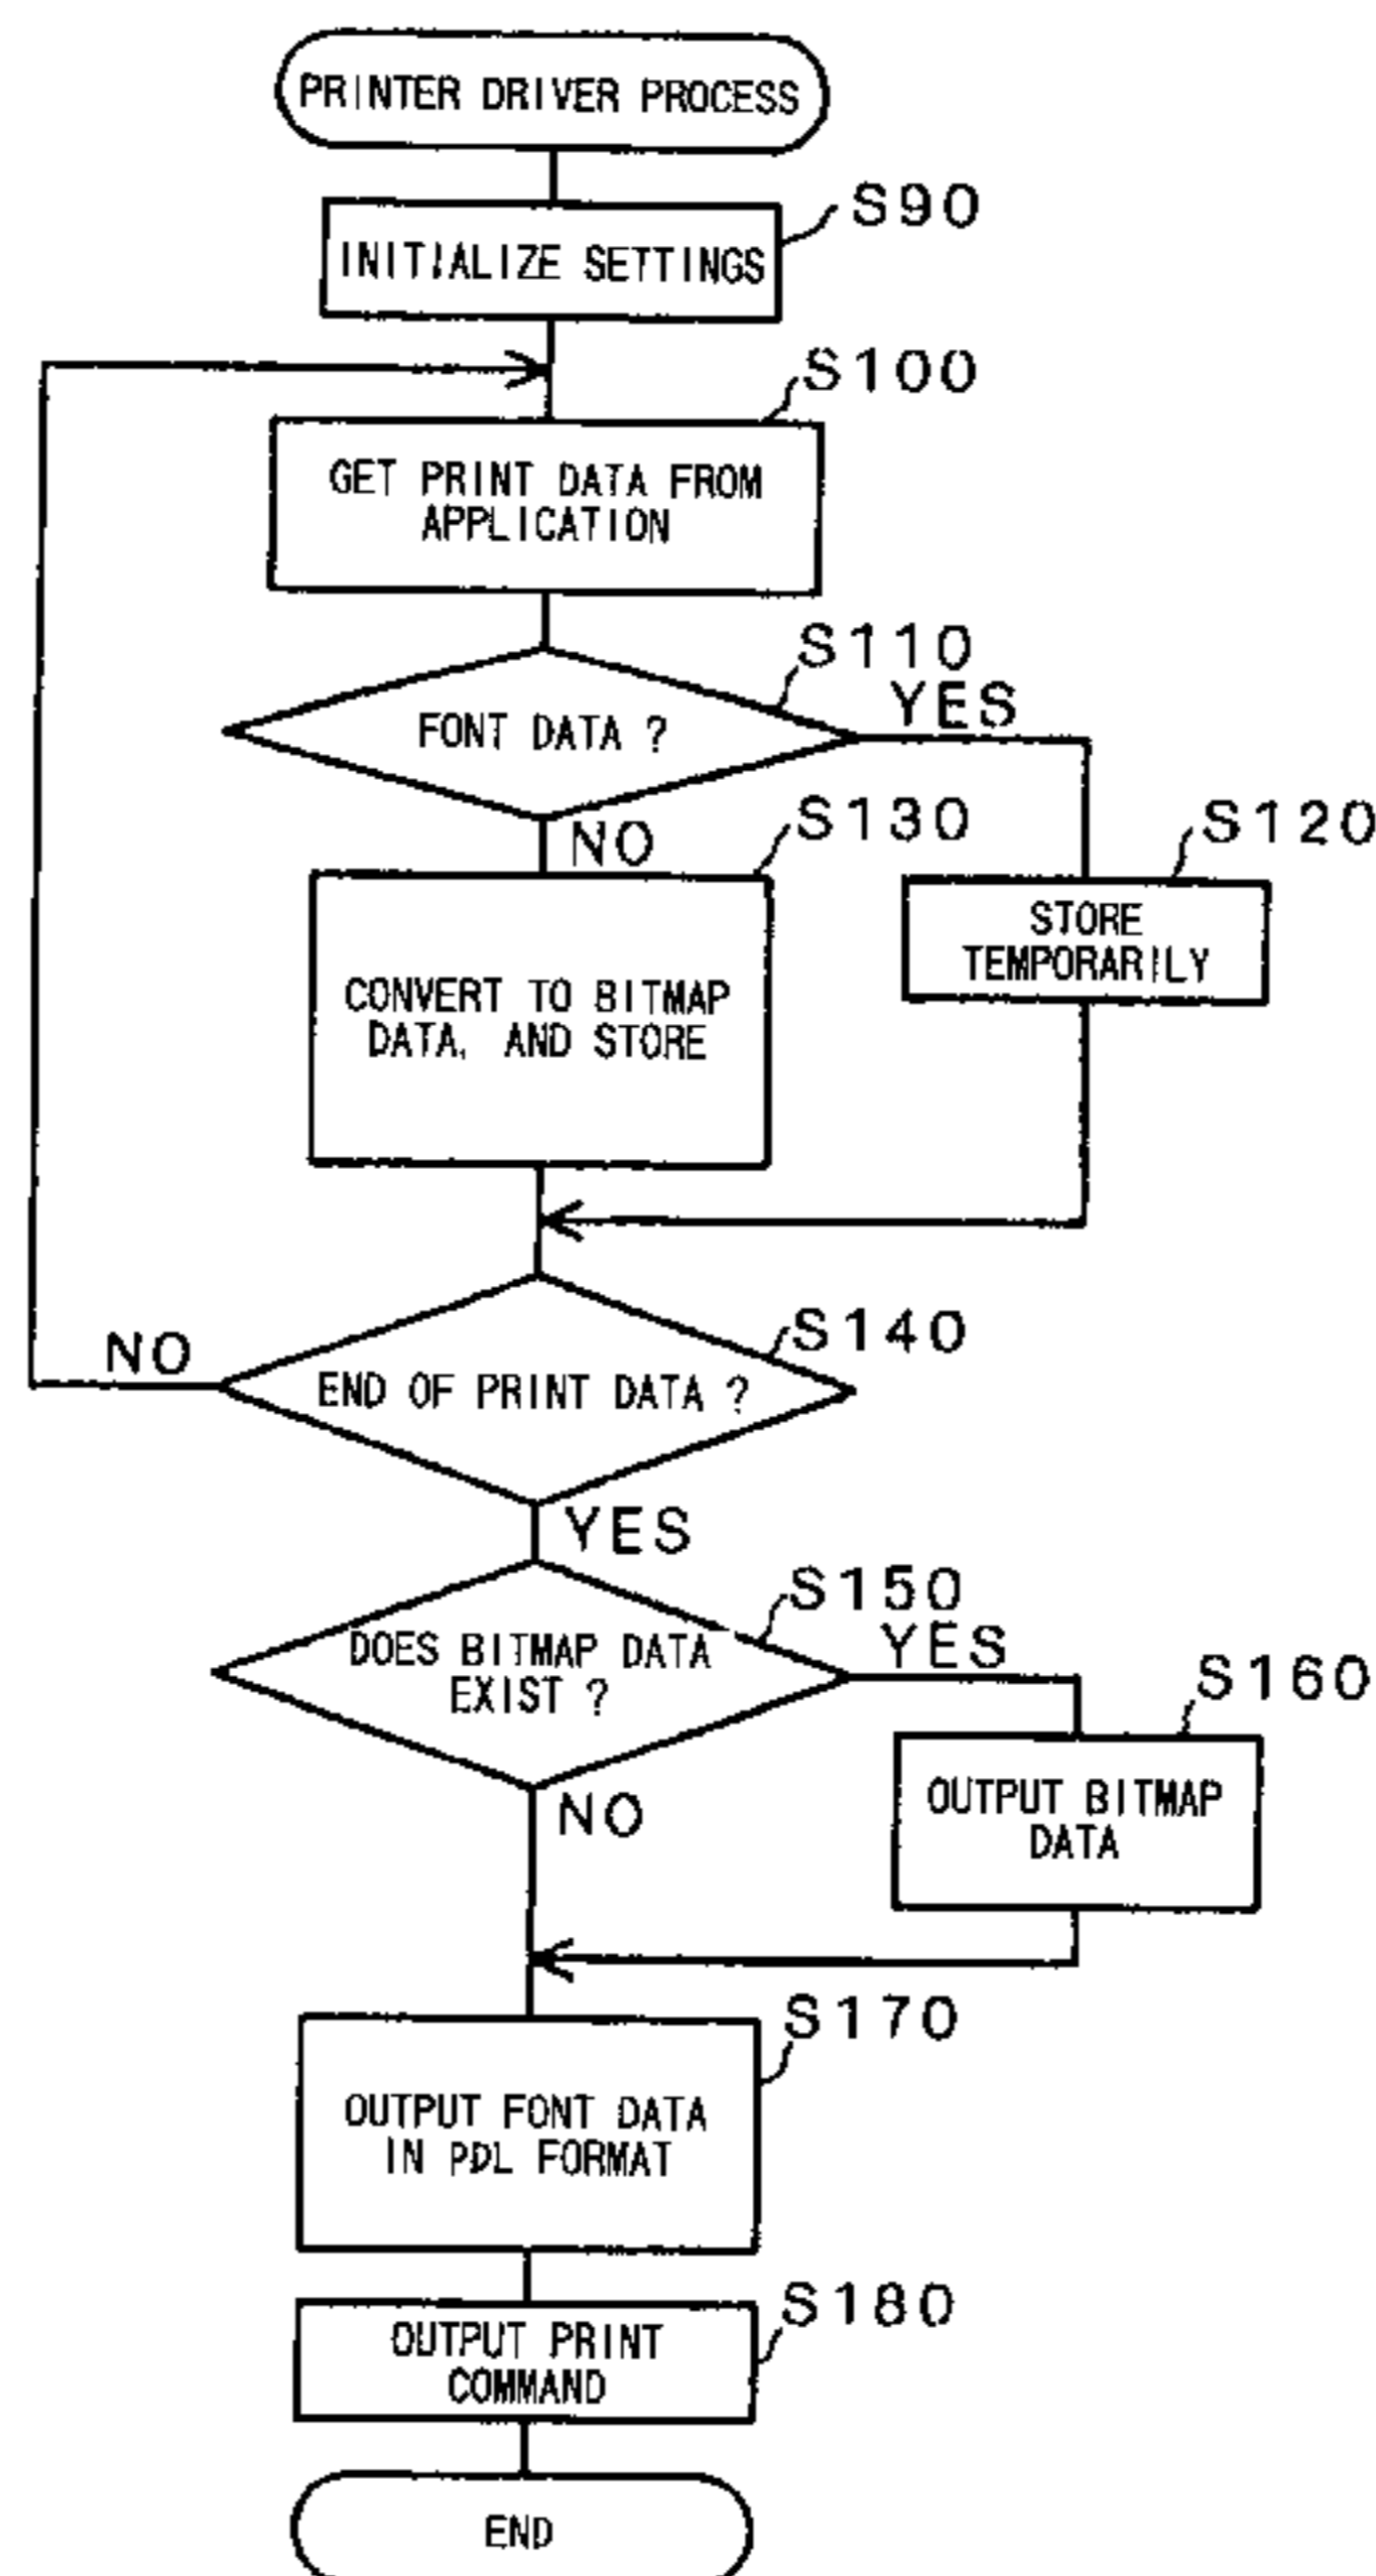 PRINTER DRIVER PROCESS
S90
INITIALIZE SETTINGS
S100
GET PRINT DATA FROM
APPLICATION
S110
YES
FONT DATA ?
S130
NO
S120
STORE
TEMPORARILY
CONVERT TO BITMAP
DATA, AND STORE
S140
NO
END OF PRINT DATA ?
YES
S150
YES
DOES BITMAP DATA
EXIST ?
S160
NO
OUTPUT BITMAP
DATA
S170
OUTPUT FONT DATA
IN PDL FORMAT
S180
OUTPUT PRINT
COMMAND
END